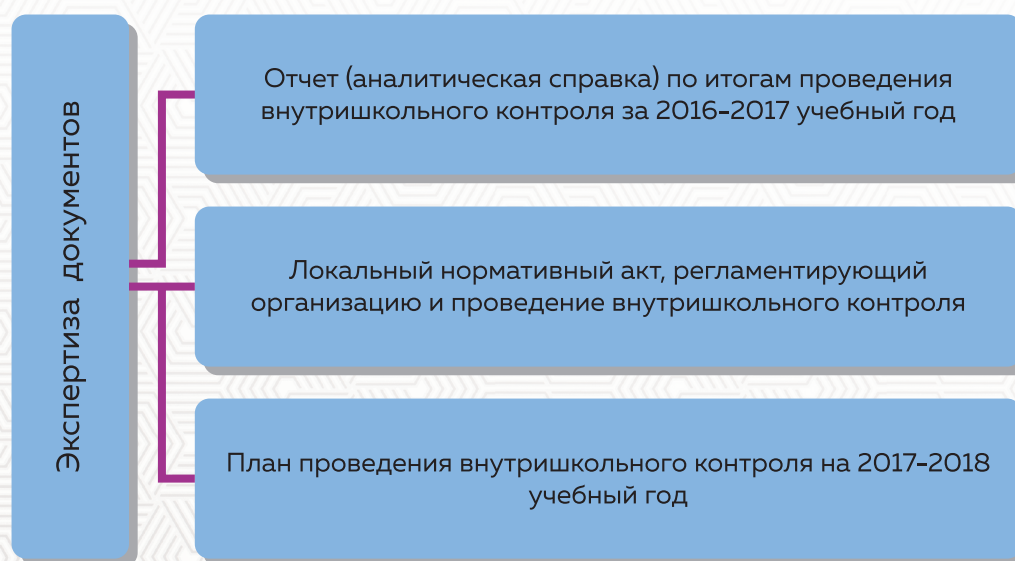 Экспертиза документов
Отчет (аналитическая справка) по итогам проведения
внутришкольного контроля за 2016-2017 учебный год
Локальный нормативный акт, регламентирующий
организацию и проведение внутришкольного контроля
План проведения внутришкольного контроля на 2017-2018
учебный год